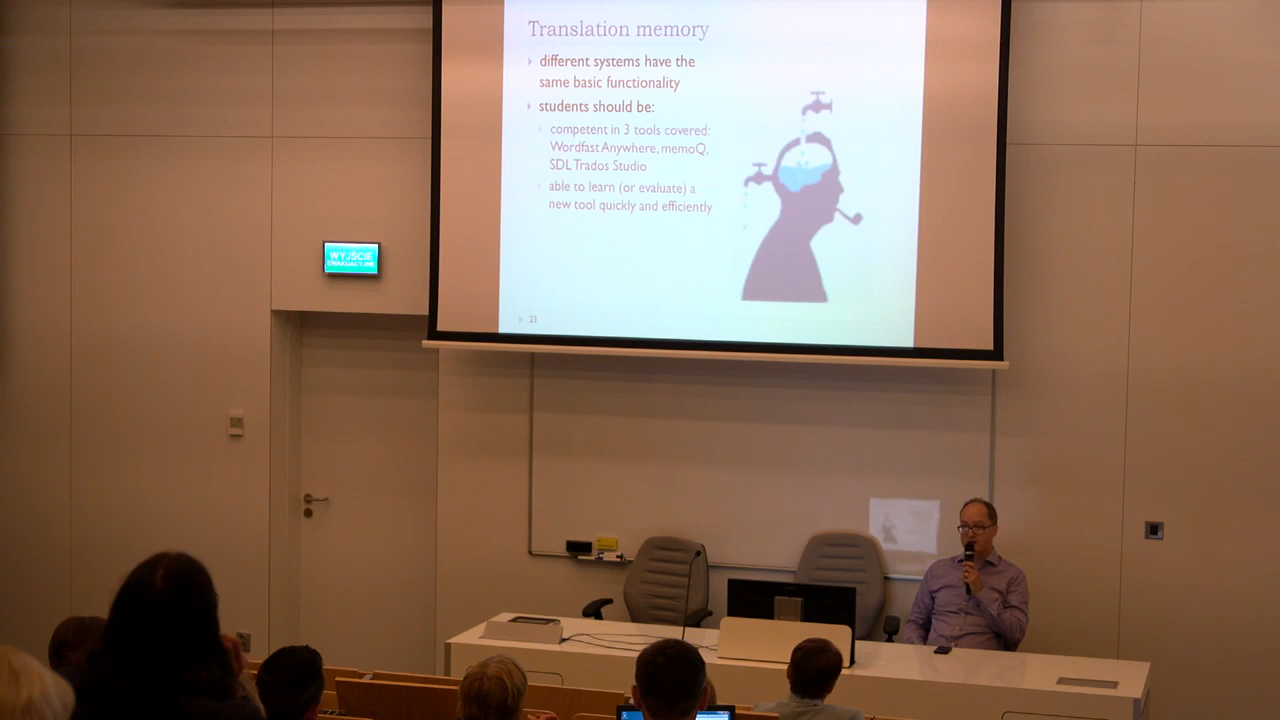 Translation memory
different systems have the
same basic functionality
students should be:
competent in 3 tools covered:
Wordfast Anywhere, memoQ,
SDL Trados Studio
able to learn (or evaluate) a
new tool quickly and efficiently
23
WYJŚCIE
EWAKUACYJNE